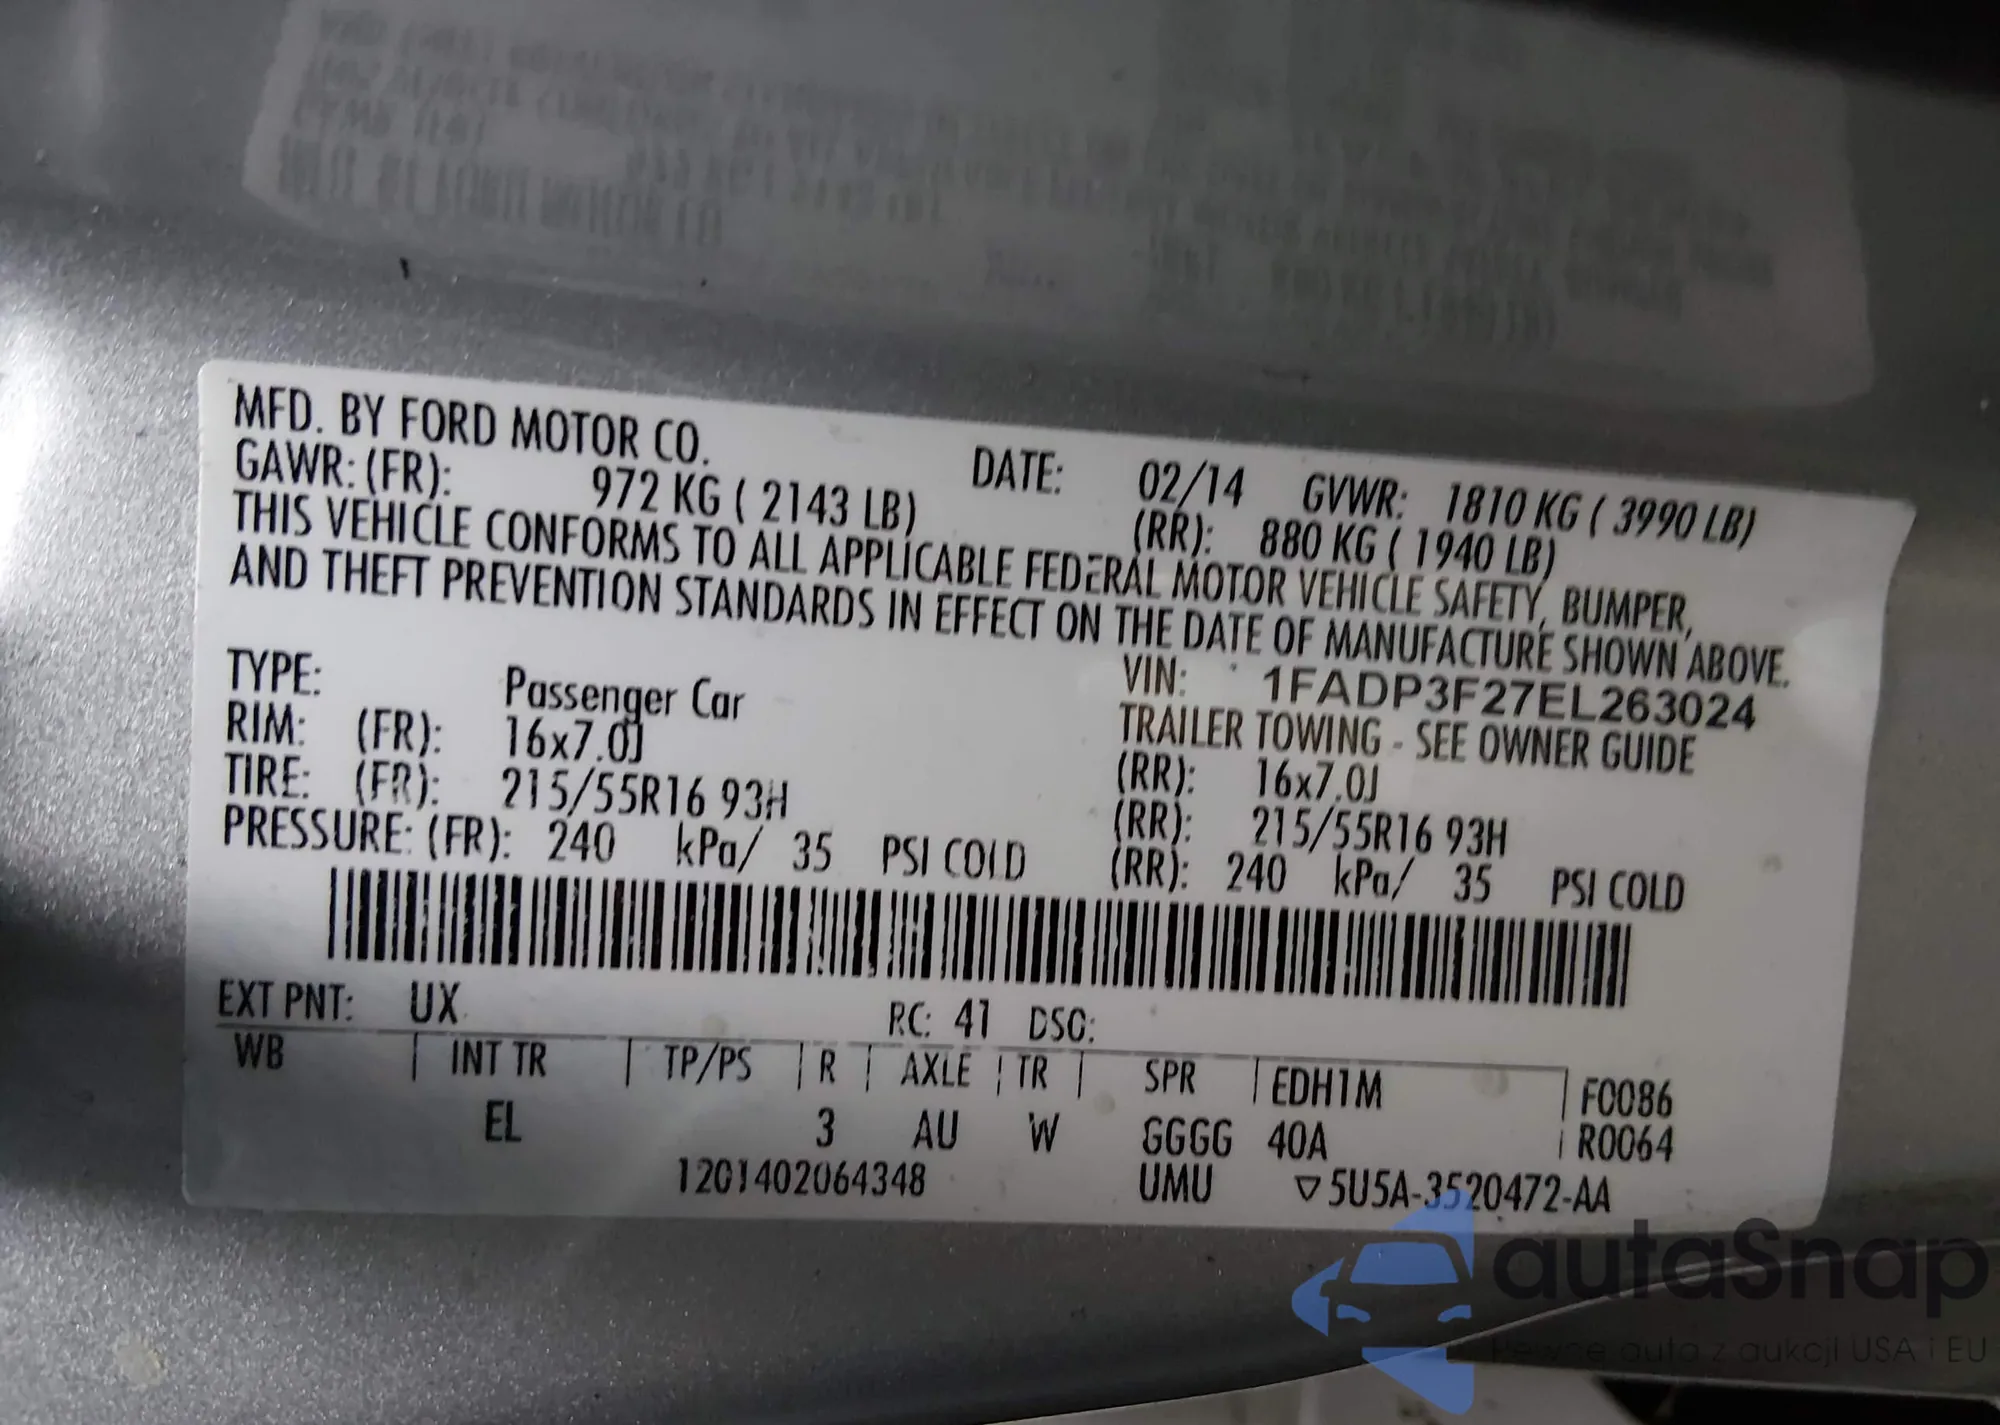 MFD. BY FORD MOTOR CO.
DATE: 02/14 GVWR: 1810 KG ( 3990 LB)
GAWR: (FR): 972 KG ( 2143 LB) (RR): 880 KG ( 1940 LB)
THIS VEHICLE CONFORMS TO ALL APPLICABLE FEDERAL MOTOR VEHICLE SAFETY, BUMPER,
AND THEFT PREVENTION STANDARDS IN EFFECT ON THE DATE OF MANUFACTURE SHOWN ABOVE.
VIN: 1FADP3F27EL263024
TYPE: Passenger Car TRAILER TOWING - SEE OWNER GUIDE
RIM: (FR): 16x7.0J (RR): 16x7.0J
TIRE: (FR): 215/55R16 93H (RR): 215/55R16 93H
PRESSURE: (FR): 240 kPa/ 35 PSI COLD (RR): 240 kPa/ 35 PSI COLD
EXT PNT: UX RC: 41 DSO:
WB | INT TR | TP/PS | R | AXLE | TR | SPR | EDH1M | F0086
EL 3 AU W GGGG 40A | R0064
1201402064348 UMU ▽5U5A-3520472-AA
autaSnap
Pewne auta z aukcji USA i EU